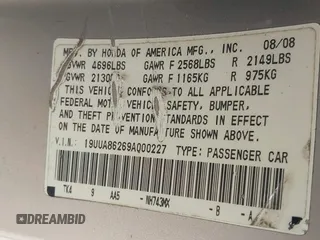 MFD. BY HONDA OF AMERICA MFG., INC. 08/08
GVWR 4696LBS GAWR F 2568LBS R 2149LBS
GVWR 2130KG GAWR F 1165KG R 975KG
THIS VEHICLE CONFORMS TO ALL APPLICABLE
FEDERAL MOTOR VEHICLE SAFETY, BUMPER,
AND THEFT PREVENTION STANDARDS IN EFFECT
ON THE DATE OF MANUFACTURE SHOWN ABOVE.
V.I.N.: 19UUA86269A000227 TYPE: PASSENGER CAR
TK4 9 AA5 -NH743MX -B -A
DREAMBID